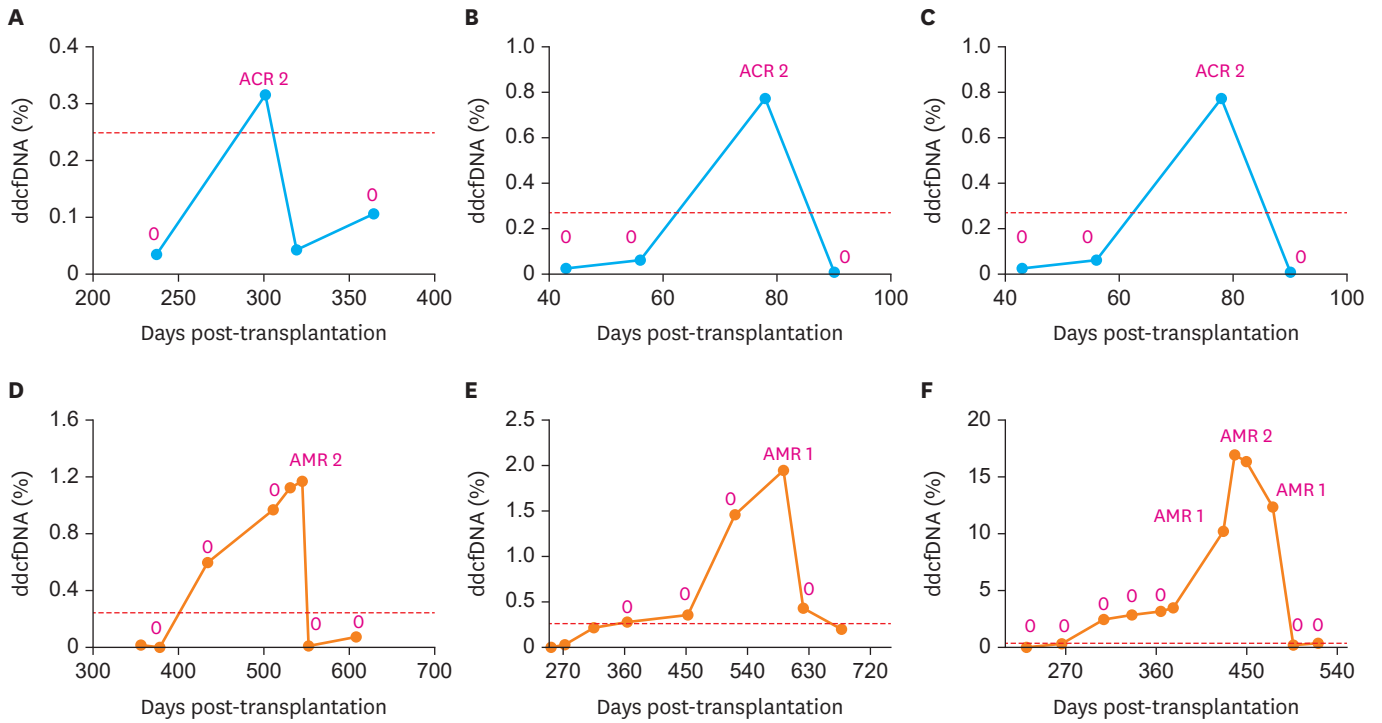 A
ddcfDNA (%)
0.4
0.3
0.2
0.1
0
ACR 2
0
0
200 250 300 350 400
Days post-transplantation
B
ddcfDNA (%)
1.0
0.8
0.6
0.4
0.2
0
ACR 2
0 0
0
40 60 80 100
Days post-transplantation
C
ddcfDNA (%)
1.0
0.8
0.6
0.4
0.2
0
ACR 2
0 0
0
40 60 80 100
Days post-transplantation
D
ddcfDNA (%)
1.6
1.2
0.8
0.4
0
AMR 2
0
0
0 0 0
300 400 500 600 700
Days post-transplantation
E
ddcfDNA (%)
2.5
2.0
1.5
1.0
0.5
0
AMR 1
0
0 0 0
270 360 450 540 630 720
Days post-transplantation
F
ddcfDNA (%)
20
15
10
5
0
AMR 2
AMR 1
AMR 1
0 0 0
0 0 0 0
270 360 450 540
Days post-transplantation